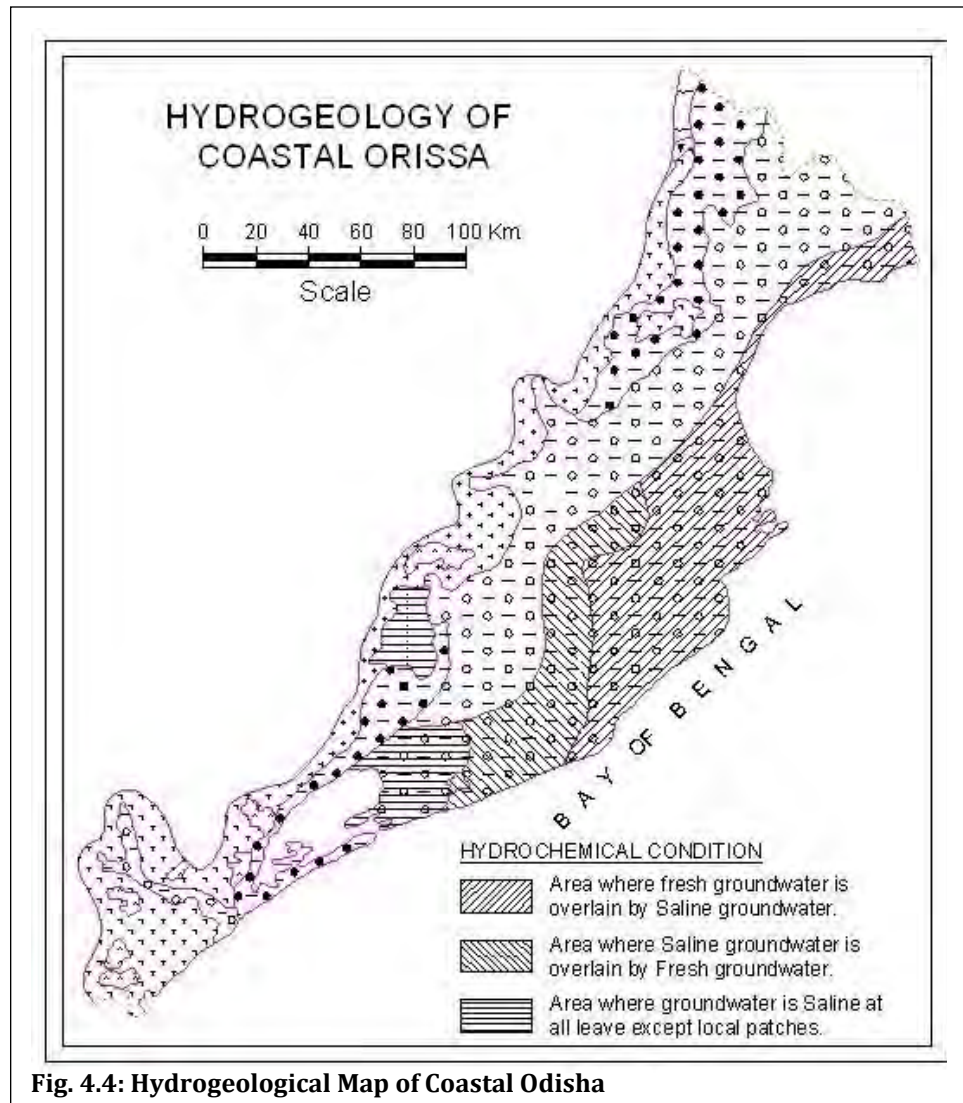 HYDROGEOLOGY OF
COASTAL ORISSA
0 20 40 60 80 100 Km.
Scale
BAY OF BENGAL
HYDROCHEMICAL CONDITION
Area where fresh groundwater is
overlain by Saline groundwater.
Area where Saline groundwater is
overlain by Fresh groundwater.
Area where groundwater is Saline at
all leave except local patches.
Fig. 4.4: Hydrogeological Map of Coastal Odisha